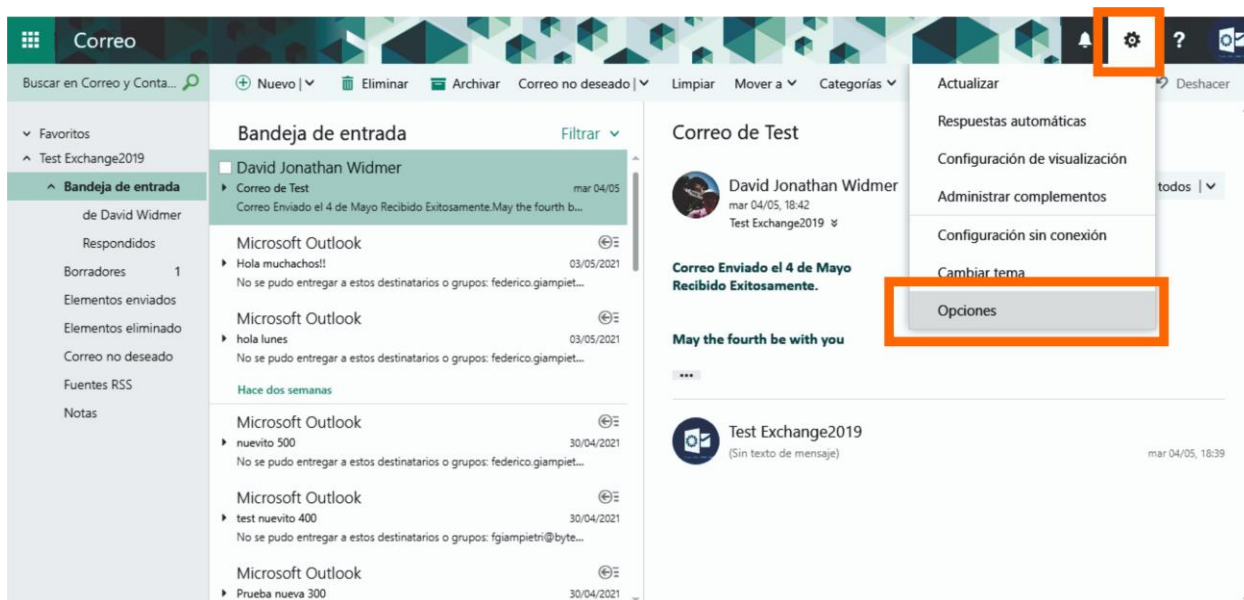 Correo
?
Buscar en Correo y Conta...
Nuevo | Eliminar Archivar Correo no deseado | Limpiar Mover a Categorías Deshacer
Favoritos
Test Exchange2019
Bandeja de entrada
de David Widmer
Respondidos
Borradores 1
Elementos enviados
Elementos eliminado
Correo no deseado
Fuentes RSS
Notas
Bandeja de entrada Filtrar
David Jonathan Widmer
Correo de Test mar 04/05
Correo Enviado el 4 de Mayo Recibido Exitosamente.May the fourth b...
Microsoft Outlook
Hola muchachos!! 03/05/2021
No se pudo entregar a estos destinatarios o grupos: federico.giampiet...
Microsoft Outlook
hola lunes 03/05/2021
No se pudo entregar a estos destinatarios o grupos: federico.giampiet...
Hace dos semanas
Microsoft Outlook
nuevito 500 30/04/2021
No se pudo entregar a estos destinatarios o grupos: federico.giampiet...
Microsoft Outlook
test nuevito 400 30/04/2021
No se pudo entregar a estos destinatarios o grupos: fgiampietri@byte...
Microsoft Outlook
Prueba nueva 300 30/04/2021
Correo de Test
David Jonathan Widmer
mar 04/05, 18:42
Test Exchange2019
todos |
Correo Enviado el 4 de Mayo
Recibido Exitosamente.
May the fourth be with you
...
Test Exchange2019
(Sin texto de mensaje) mar 04/05, 18:39
Actualizar
Respuestas automáticas
Configuración de visualización
Administrar complementos
Configuración sin conexión
Cambiar tema
Opciones